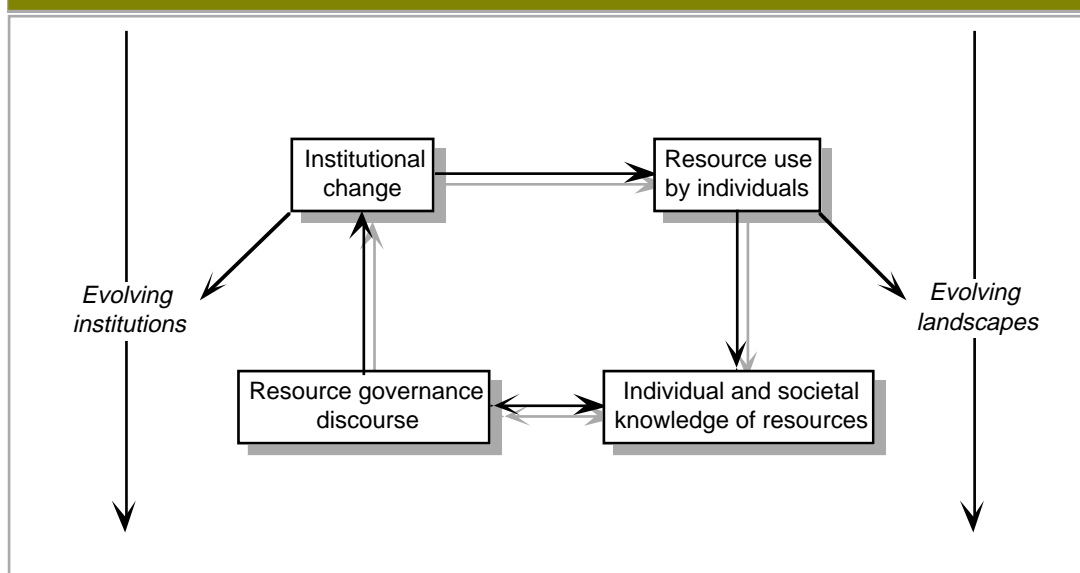 Institutional
change
Resource use
by individuals
Evolving
institutions
Evolving
landscapes
Resource governance
discourse
Individual and societal
knowledge of resources